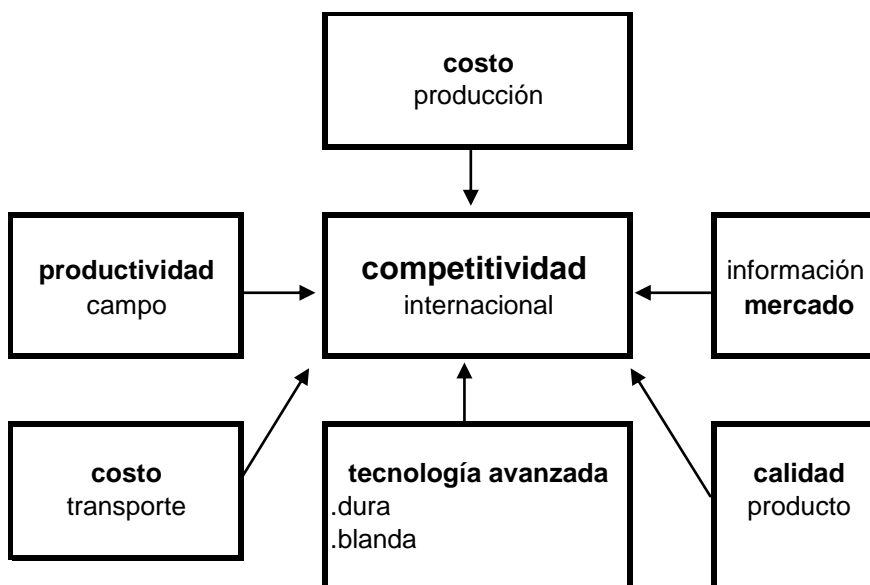 costo
producción
productividad
campo
competitividad
internacional
información
mercado
costo
transporte
tecnología avanzada
.dura
.blanda
calidad
producto